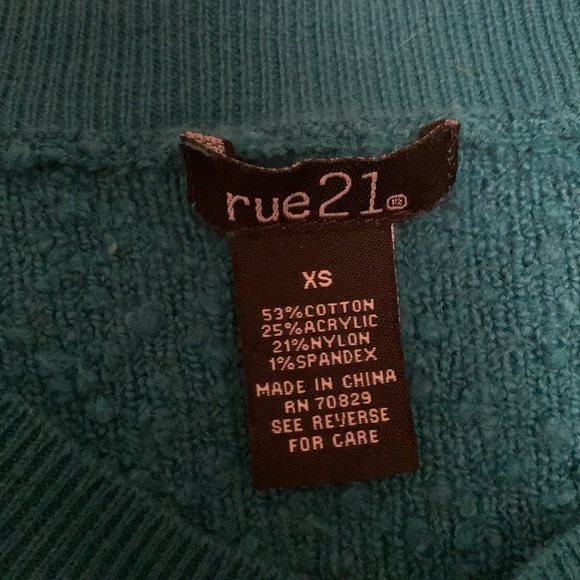 rue21®
XS
53%COTTON
25%ACRYLIC
21%NYLON
1%SPANDEX
MADE IN CHINA
RN 70829
SEE REVERSE
FOR CARE